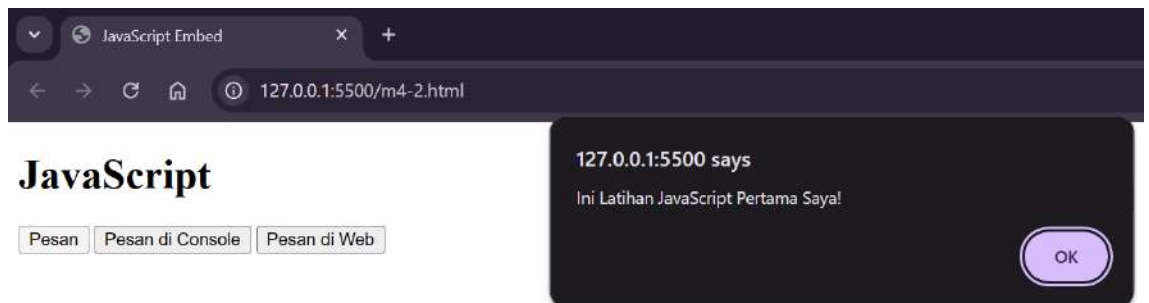 JavaScript Embed
127.0.0.1:5500/m4-2.html
JavaScript
Pesan Pesan di Console Pesan di Web
127.0.0.1:5500 says
Ini Latihan JavaScript Pertama Saya!
OK